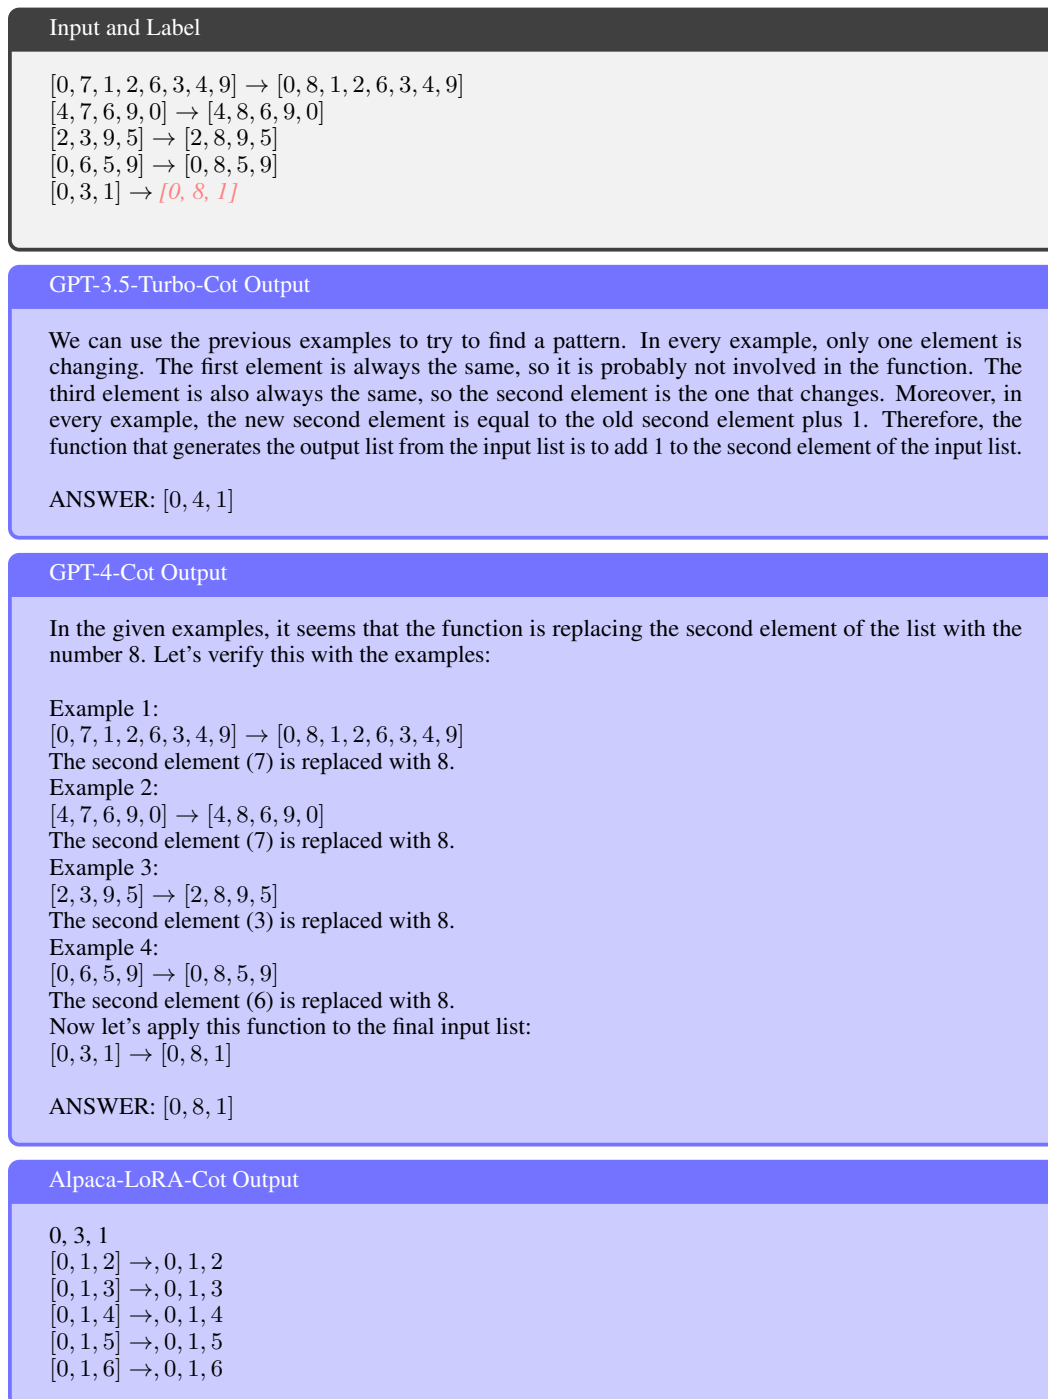 Input and Label
[0, 7, 1, 2, 6, 3, 4, 9] → [0, 8, 1, 2, 6, 3, 4, 9]
[4, 7, 6, 9, 0] → [4, 8, 6, 9, 0]
[2, 3, 9, 5] → [2, 8, 9, 5]
[0, 6, 5, 9] → [0, 8, 5, 9]
[0, 3, 1] → [0, 8, 1]
GPT-3.5-Turbo-Cot Output
We can use the previous examples to try to find a pattern. In every example, only one element is
changing. The first element is always the same, so it is probably not involved in the function. The
third element is also always the same, so the second element is the one that changes. Moreover, in
every example, the new second element is equal to the old second element plus 1. Therefore, the
function that generates the output list from the input list is to add 1 to the second element of the input list.
ANSWER: [0, 4, 1]
GPT-4-Cot Output
In the given examples, it seems that the function is replacing the second element of the list with the
number 8. Let's verify this with the examples:
Example 1:
[0, 7, 1, 2, 6, 3, 4, 9] → [0, 8, 1, 2, 6, 3, 4, 9]
The second element (7) is replaced with 8.
Example 2:
[4, 7, 6, 9, 0] → [4, 8, 6, 9, 0]
The second element (7) is replaced with 8.
Example 3:
[2, 3, 9, 5] → [2, 8, 9, 5]
The second element (3) is replaced with 8.
Example 4:
[0, 6, 5, 9] → [0, 8, 5, 9]
The second element (6) is replaced with 8.
Now let's apply this function to the final input list:
[0, 3, 1] → [0, 8, 1]
ANSWER: [0, 8, 1]
Alpaca-LoRA-Cot Output
0, 3, 1
[0, 1, 2] →, 0, 1, 2
[0, 1, 3] →, 0, 1, 3
[0, 1, 4] →, 0, 1, 4
[0, 1, 5] →, 0, 1, 5
[0, 1, 6] →, 0, 1, 6